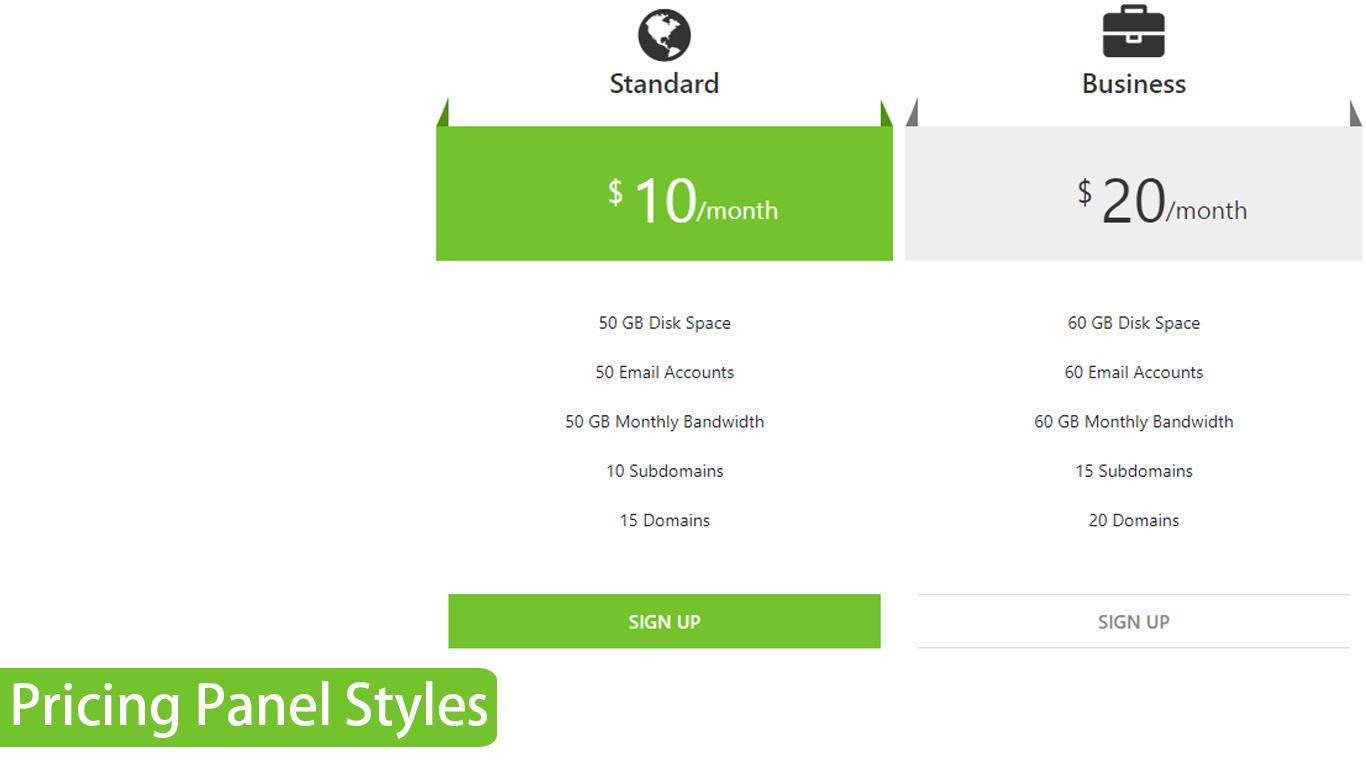 Standard
$ 10/month
50 GB Disk Space
50 Email Accounts
50 GB Monthly Bandwidth
10 Subdomains
15 Domains
SIGN UP
Business
$ 20/month
60 GB Disk Space
60 Email Accounts
60 GB Monthly Bandwidth
15 Subdomains
20 Domains
SIGN UP
Pricing Panel Styles